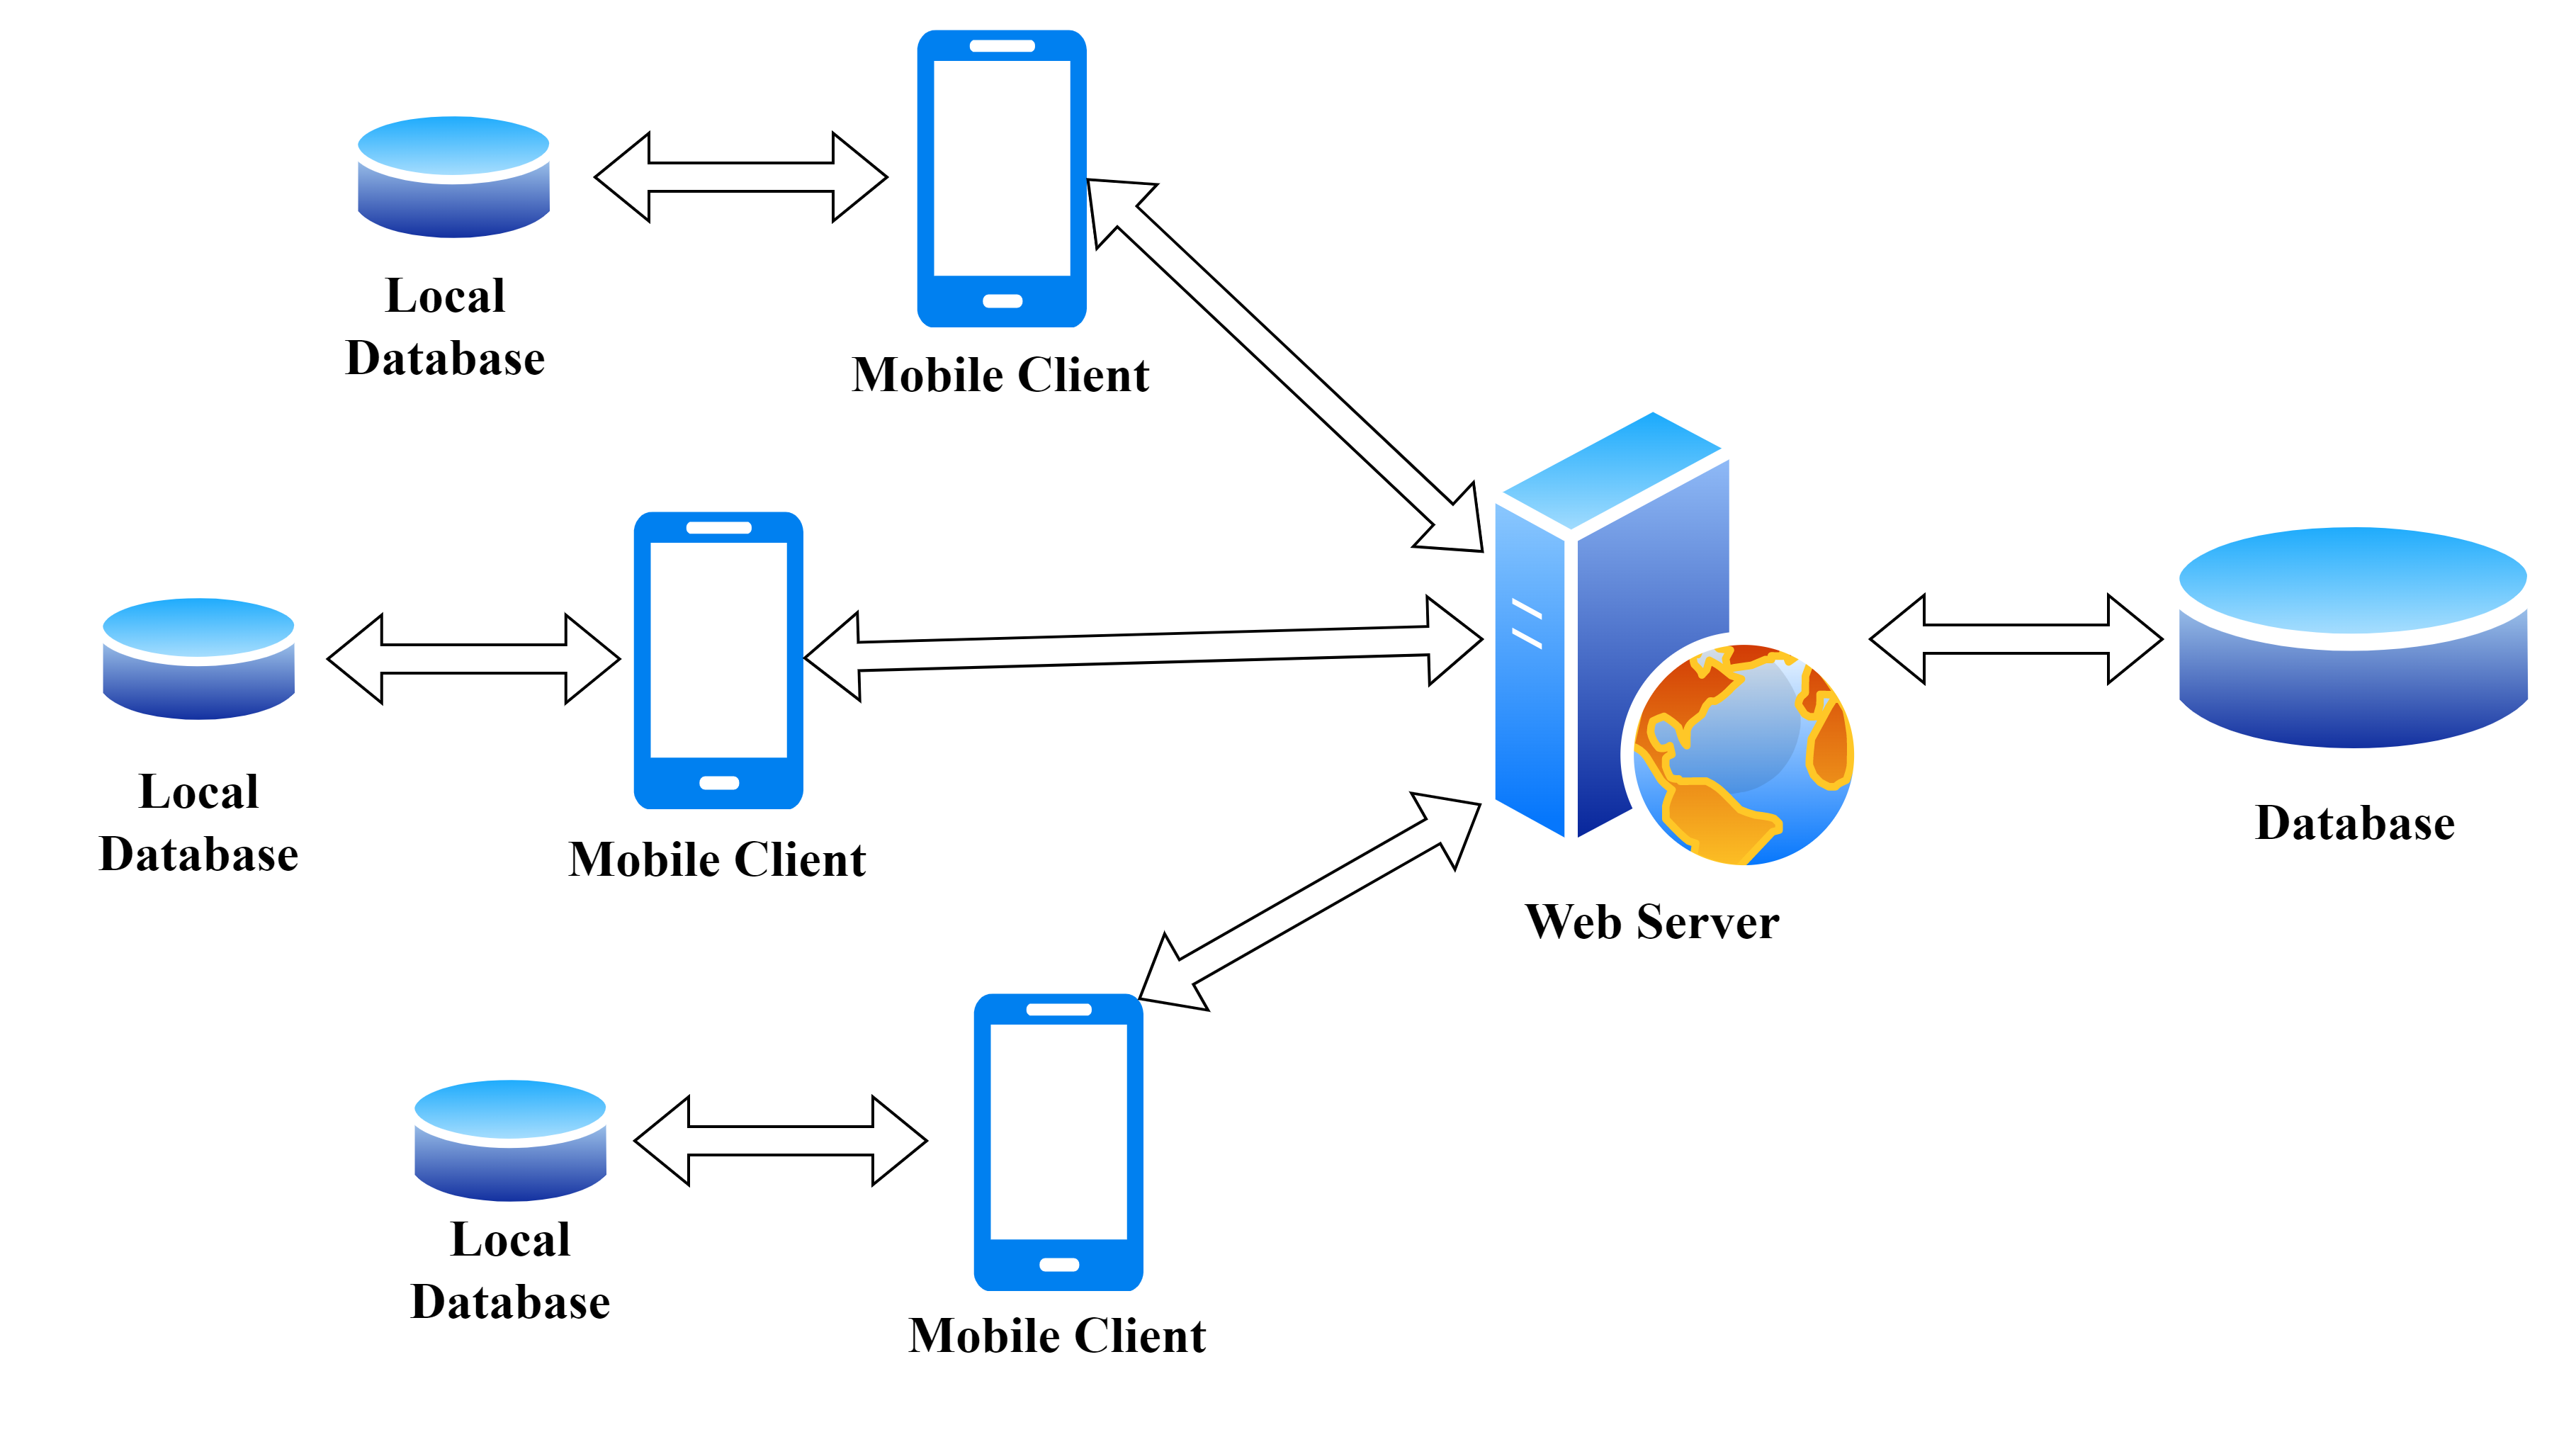 Local
Database
Mobile Client
Local
Database
Mobile Client
Web Server
Database
Local
Database
Mobile Client